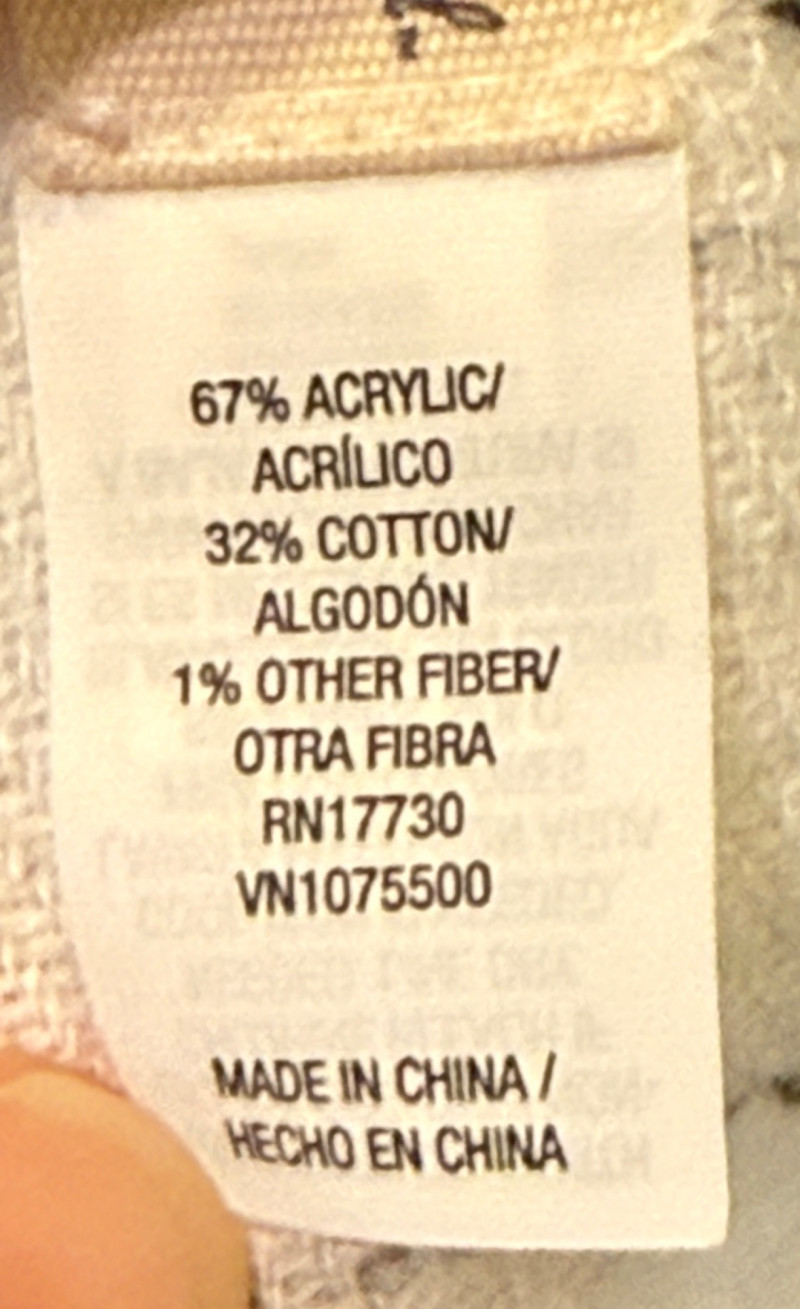 67% ACRYLIC/
ACRÍLICO
32% COTTON/
ALGODÓN
1% OTHER FIBER/
OTRA FIBRA
RN17730
VN1075500
MADE IN CHINA /
HECHO EN CHINA